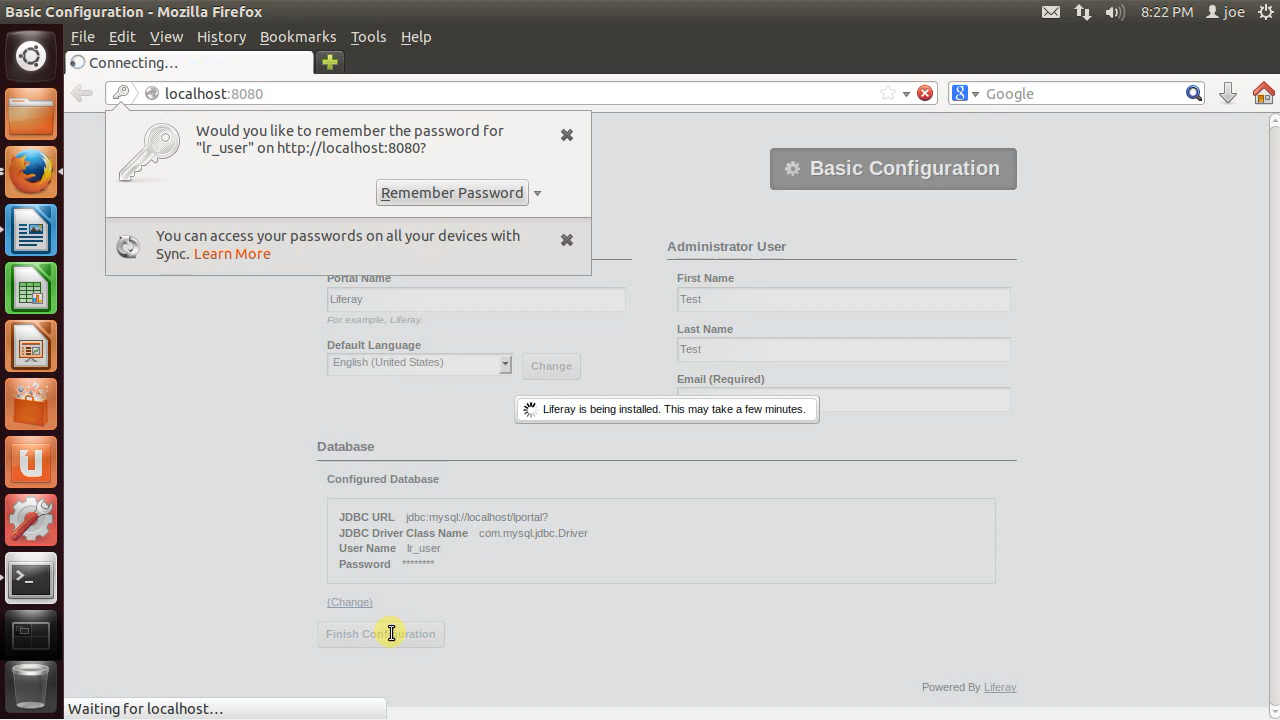 Basic Configuration - Mozilla Firefox
8:22 PM
joe
File Edit View History Bookmarks Tools Help
Connecting...
localhost:8080
Google
Would you like to remember the password for
"lr_user" on http://localhost:8080?
Remember Password
You can access your passwords on all your devices with
Sync. Learn More
Basic Configuration
Portal Name
Liferay
For example, Liferay.
Default Language
English (United States)
Change
Administrator User
First Name
Test
Last Name
Test
Email (Required)
Liferay is being installed. This may take a few minutes.
Database
Configured Database
JDBC URL jdbc:mysql://localhost/lportal?
JDBC Driver Class Name com.mysql.jdbc.Driver
User Name lr_user
Password ********
(Change)
Finish Configuration
Powered By Liferay
Waiting for localhost...